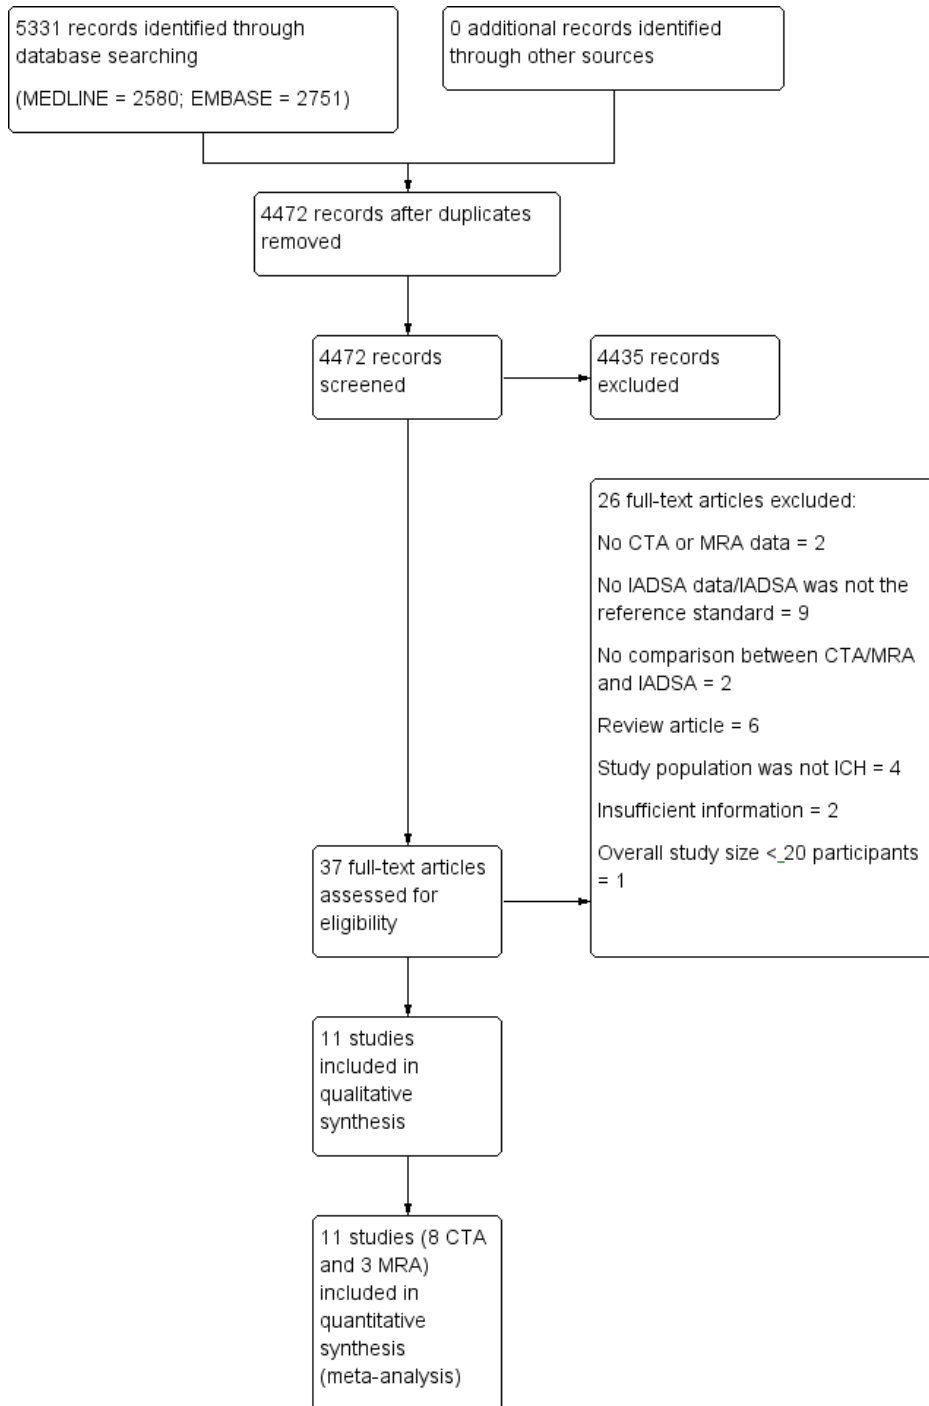 5331 records identified through
database searching
(MEDLINE = 2580; EMBASE = 2751)
0 additional records identified
through other sources
4472 records after duplicates
removed
4472 records
screened
4435 records
excluded
26 full-text articles excluded:
No CTA or MRA data = 2
No IADSA data/IADSA was not the
reference standard = 9
No comparison between CTA/MRA
and IADSA = 2
Review article = 6
Study population was not ICH = 4
Insufficient information = 2
Overall study size < 20 participants
= 1
37 full-text articles
assessed for
eligibility
11 studies
included in
qualitative
synthesis
11 studies (8 CTA
and 3 MRA)
included in
quantitative
synthesis
(meta-analysis)